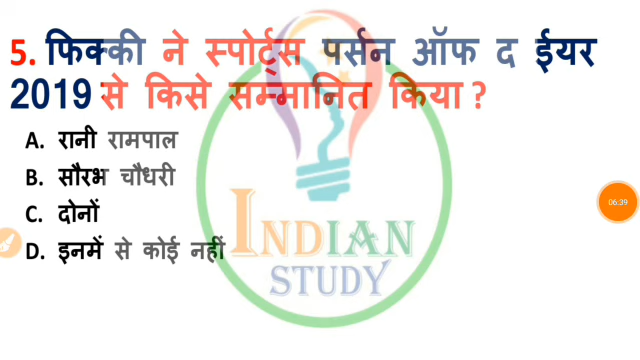 5. फिक्की ने स्पोर्ट्स पर्सन ऑफ द ईयर
2019 से किसे सम्मानित किया ?
A. रानी रामपाल
B. सौरभ चौधरी
C. दोनों
D. इनमें से कोई नहीं
INDIAN
STUDY
06:39